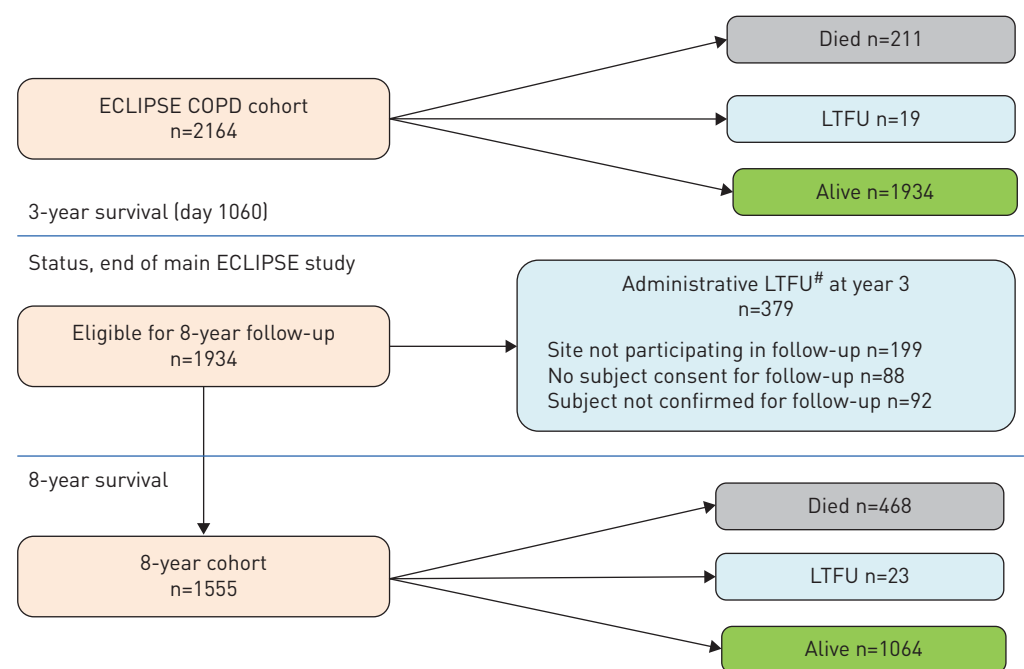 ECLIPSE COPD cohort
n=2164
Died n=211
LTFU n=19
Alive n=1934
3-year survival (day 1060)
Status, end of main ECLIPSE study
Eligible for 8-year follow-up
n=1934
Administrative LTFU# at year 3
n=379
Site not participating in follow-up n=199
No subject consent for follow-up n=88
Subject not confirmed for follow-up n=92
8-year survival
8-year cohort
n=1555
Died n=468
LTFU n=23
Alive n=1064